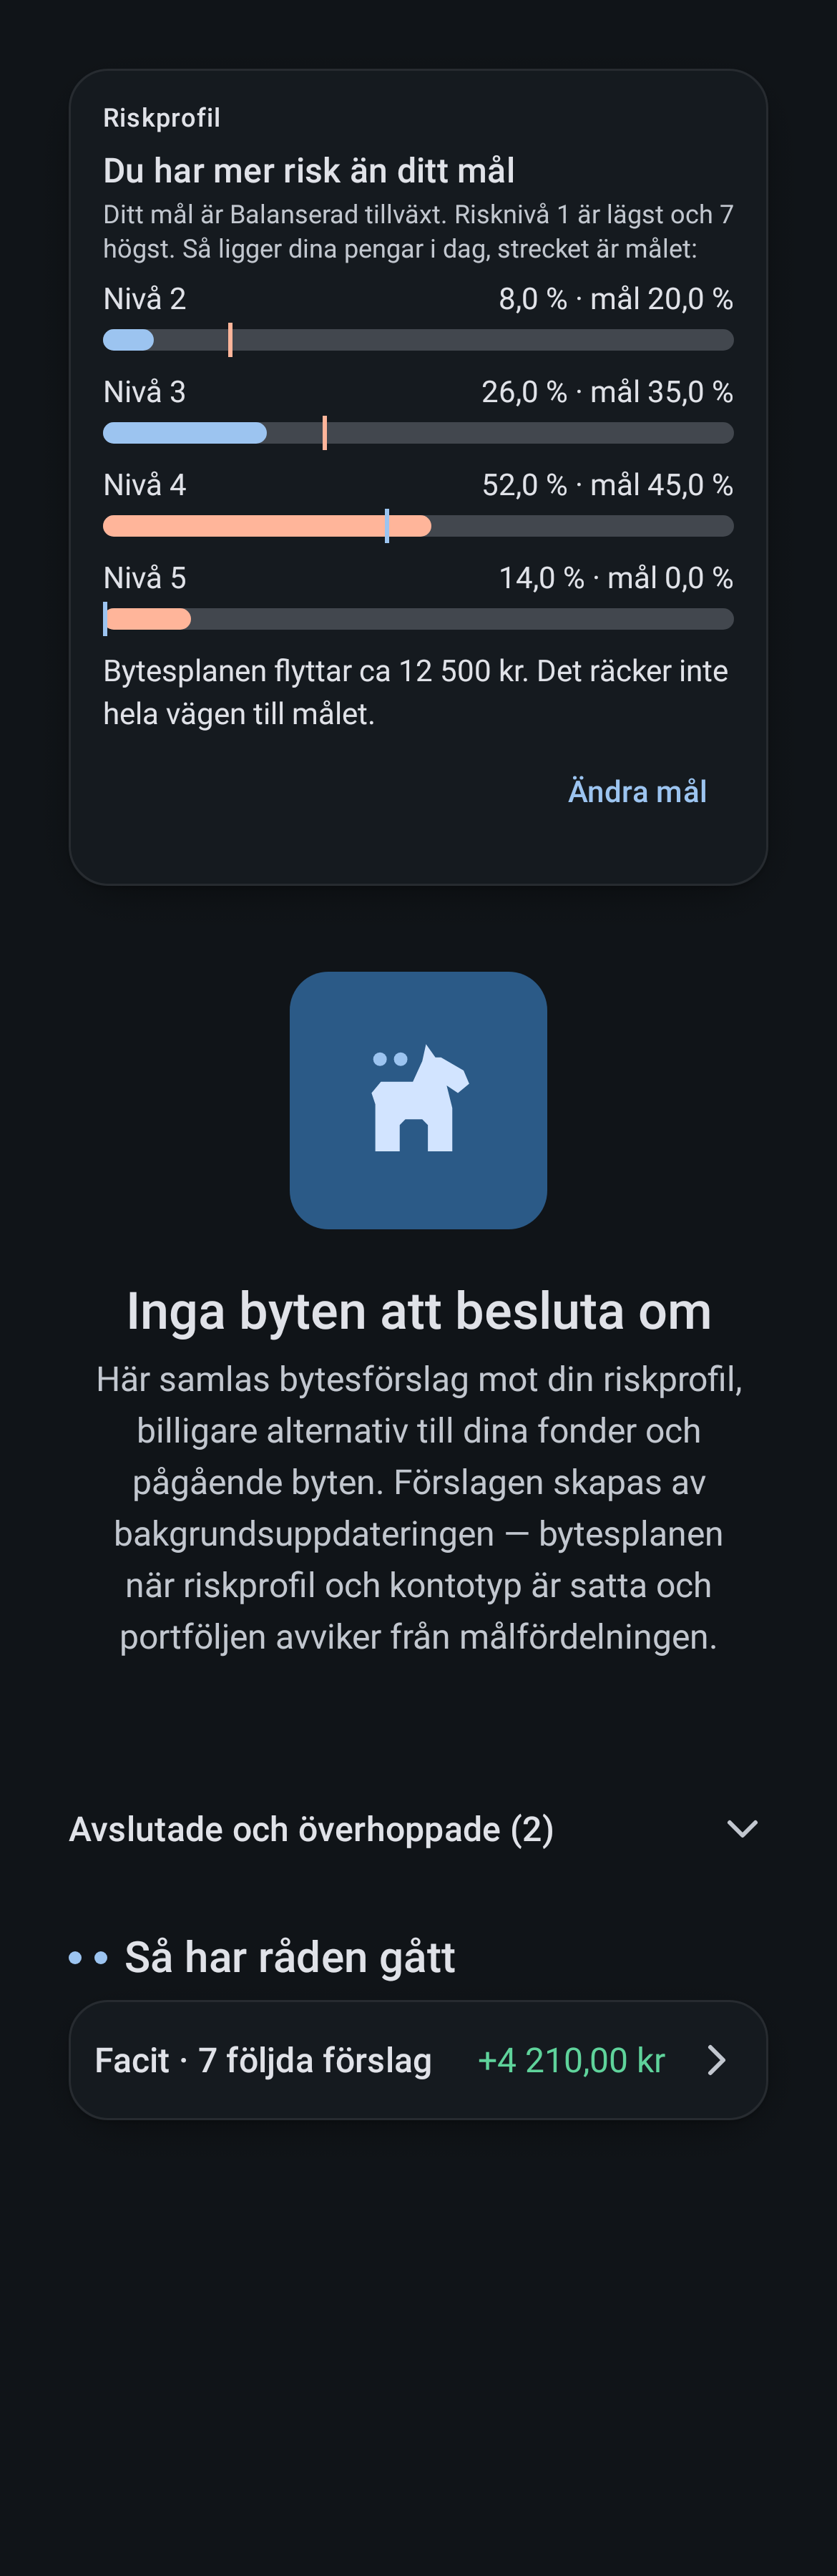 Riskprofil
Du har mer risk än ditt mål
Ditt mål är Balanserad tillväxt. Risknivå 1 är lägst och 7
högst. Så ligger dina pengar i dag, strecket är målet:
Nivå 2 8,0 % · mål 20,0 %
Nivå 3 26,0 % · mål 35,0 %
Nivå 4 52,0 % · mål 45,0 %
Nivå 5 14,0 % · mål 0,0 %
Bytesplanen flyttar ca 12 500 kr. Det räcker inte
hela vägen till målet.
Ändra mål
Inga byten att besluta om
Här samlas bytesförslag mot din riskprofil,
billigare alternativ till dina fonder och
pågående byten. Förslagen skapas av
bakgrundsuppdateringen — bytesplanen
när riskprofil och kontotyp är satta och
portföljen avviker från målfördelningen.
Avslutade och överhoppade (2)
Så har råden gått
Facit · 7 följda förslag +4 210,00 kr